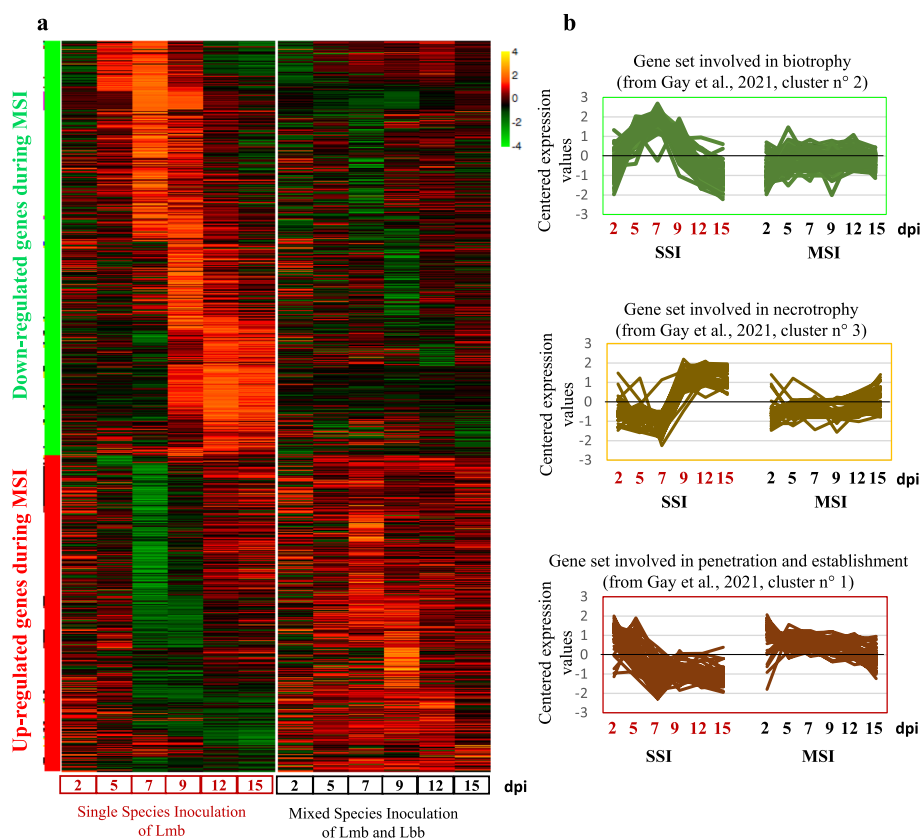 a
Down-regulated genes during MSI
Up-regulated genes during MSI
4
2
0
-2
-4
2 5 7 9 12 15 2 5 7 9 12 15 dpi
Single Species Inoculation
of Lmb
Mixed Species Inoculation
of Lmb and Lbb
b
Gene set involved in biotrophy
(from Gay et al., 2021, cluster n° 2)
Centered expression
values
3
2
1
0
-1
-2
-3
2 5 7 9 12 15 2 5 7 9 12 15 dpi
SSI MSI
Gene set involved in necrotrophy
(from Gay et al., 2021, cluster n° 3)
Centered expression
values
3
2
1
0
-1
-2
-3
2 5 7 9 12 15 2 5 7 9 12 15 dpi
SSI MSI
Gene set involved in penetration and establishment
(from Gay et al., 2021, cluster n° 1)
Centered expression
values
3
2
1
0
-1
-2
-3
2 5 7 9 12 15 2 5 7 9 12 15 dpi
SSI MSI